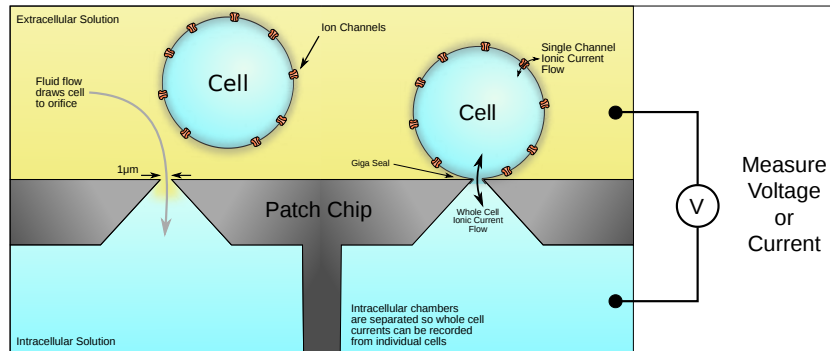 Extracellular Solution
Ion Channels
Cell
Fluid flow
draws cell
to orifice
Single Channel
Ionic Current
Flow
Cell
Giga Seal
1µm
Patch Chip
Whole Cell
Ionic Current
Flow
Intracellular chambers
are separated so whole cell
currents can be recorded
from individual cells
Intracellular Solution
V
Measure
Voltage
or
Current